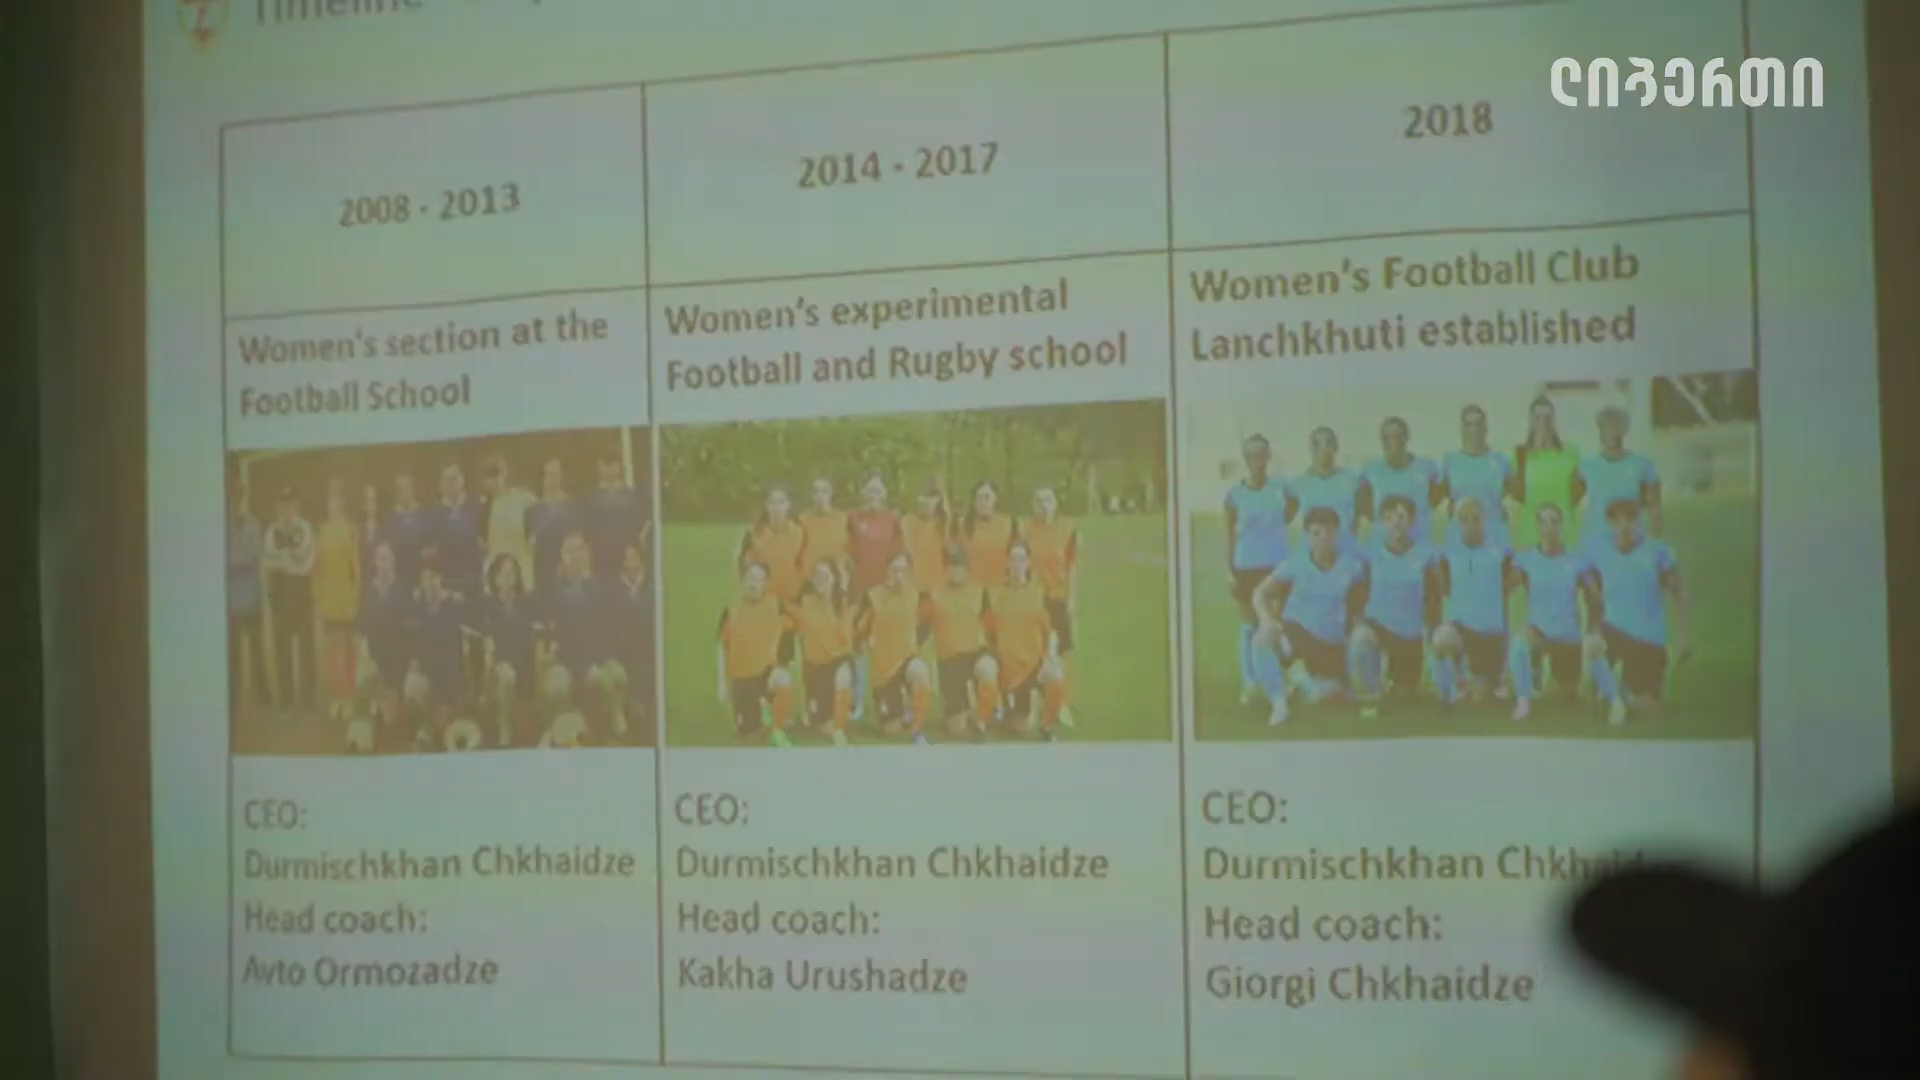 Timeline
ლიბერთი
2008 - 2013
2014 - 2017
2018
Women's section at the
Football School
Women's experimental
Football and Rugby school
Women's Football Club
Lanchkhuti established
CEO:
Durmischkhan Chkhaidze
Head coach:
Avto Ormozadze
CEO:
Durmischkhan Chkhaidze
Head coach:
Kakha Urushadze
CEO:
Durmischkhan
Head coach:
Giorgi Chkhaidze